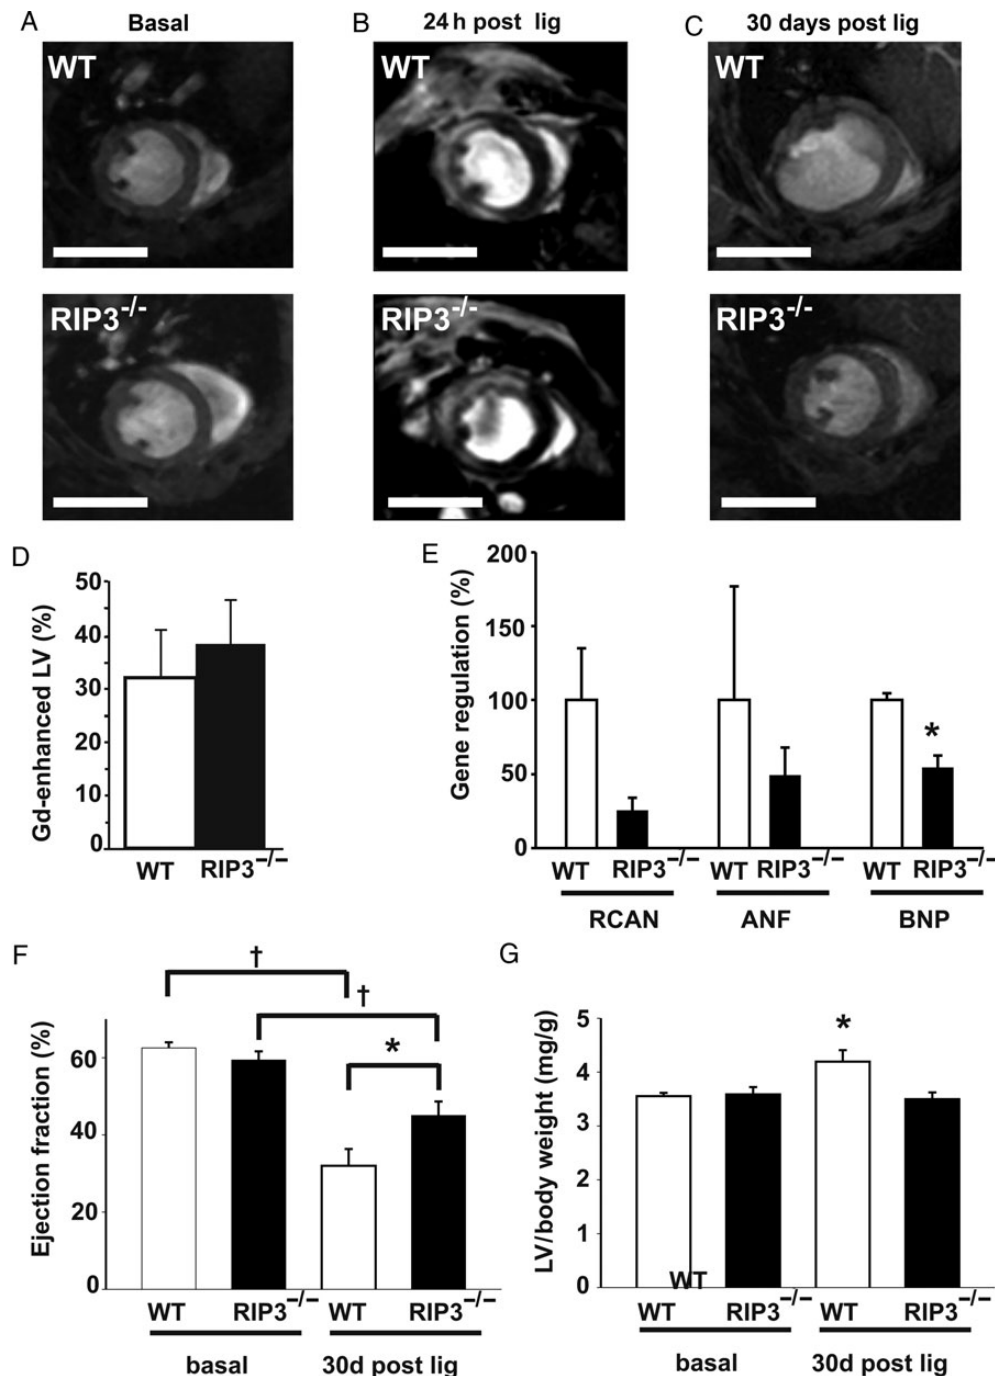 A Basal
B 24 h post lig
C 30 days post lig
WT
WT
WT
RIP3-/-
RIP3-/-
RIP3-/-
D
Gd-enhanced LV (%)
50
40
30
20
10
0
WT RIP3-/-
E
Gene regulation (%)
200
150
100
50
0
*
WT RIP3-/- WT RIP3-/- WT RIP3-/-
RCAN ANF BNP
F
Ejection fraction (%)
60
40
20
0
†
†
*
WT RIP3-/- WT RIP3-/-
basal 30d post lig
G
LV/body weight (mg/g)
5
4
3
2
1
0
*
WT
WT RIP3-/- WT RIP3-/-
basal 30d post lig